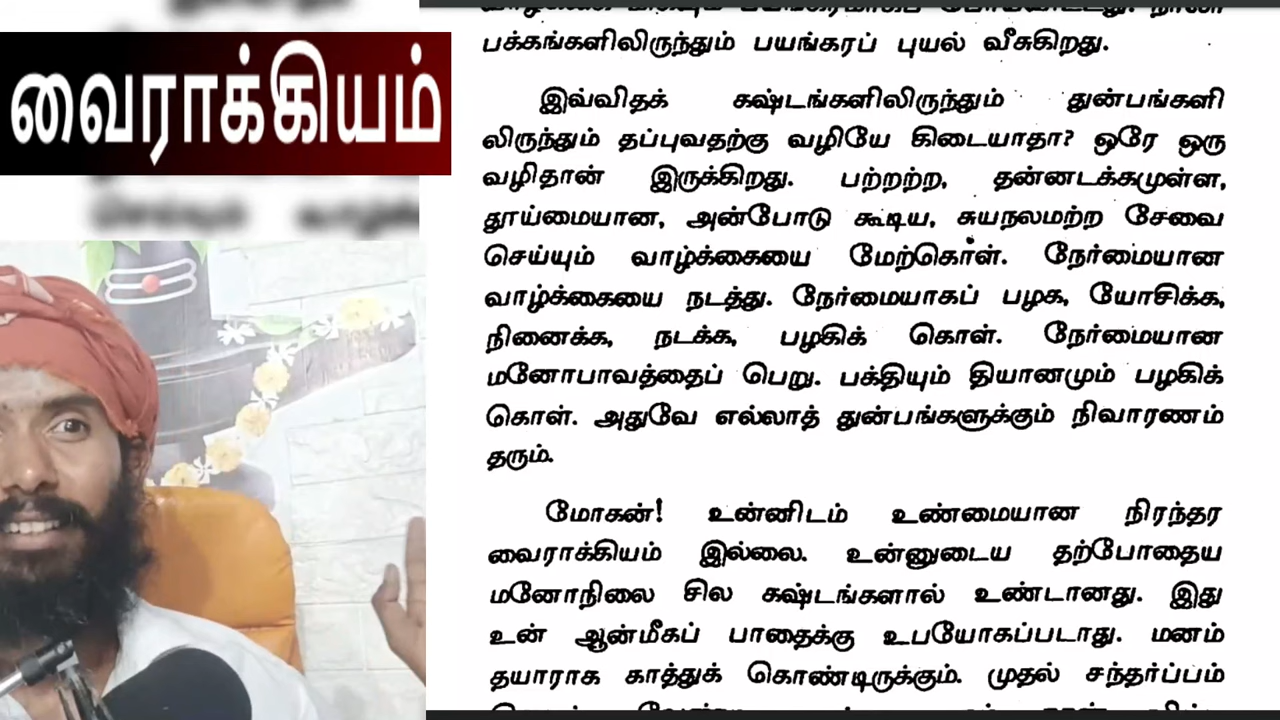 வைராக்கியம்
பக்கங்களிலிருந்தும் பயங்கரப் புயல் வீசுகிறது.
இவ்விதக் கஷ்டங்களிலிருந்தும் துன்பங்களி
லிருந்தும் தப்புவதற்கு வழியே கிடையாதா? ஒரே ஒரு
வழிதான் இருக்கிறது. பற்றற்ற, தன்னடக்கமுள்ள,
தூய்மையான, அன்போடு கூடிய, சுயநலமற்ற சேவை
செய்யும் வாழ்க்கையை மேற்கொள். நேர்மையான
வாழ்க்கையை நடத்து. நேர்மையாகப் பழக, யோசிக்க,
நினைக்க, நடக்க, பழகிக் கொள். நேர்மையான
மனோபாவத்தைப் பெறு. பக்தியும் தியானமும் பழகிக்
கொள். அதுவே எல்லாத் துன்பங்களுக்கும் நிவாரணம்
தரும்.
மோகன்! உன்னிடம் உண்மையான நிரந்தர
வைராக்கியம் இல்லை. உன்னுடைய தற்போதைய
மனோநிலை சில கஷ்டங்களால் உண்டானது. இது
உன் ஆன்மீகப் பாதைக்கு உபயோகப்படாது. மனம்
தயாராக காத்துக் கொண்டிருக்கும். முதல் சந்தர்ப்பம்